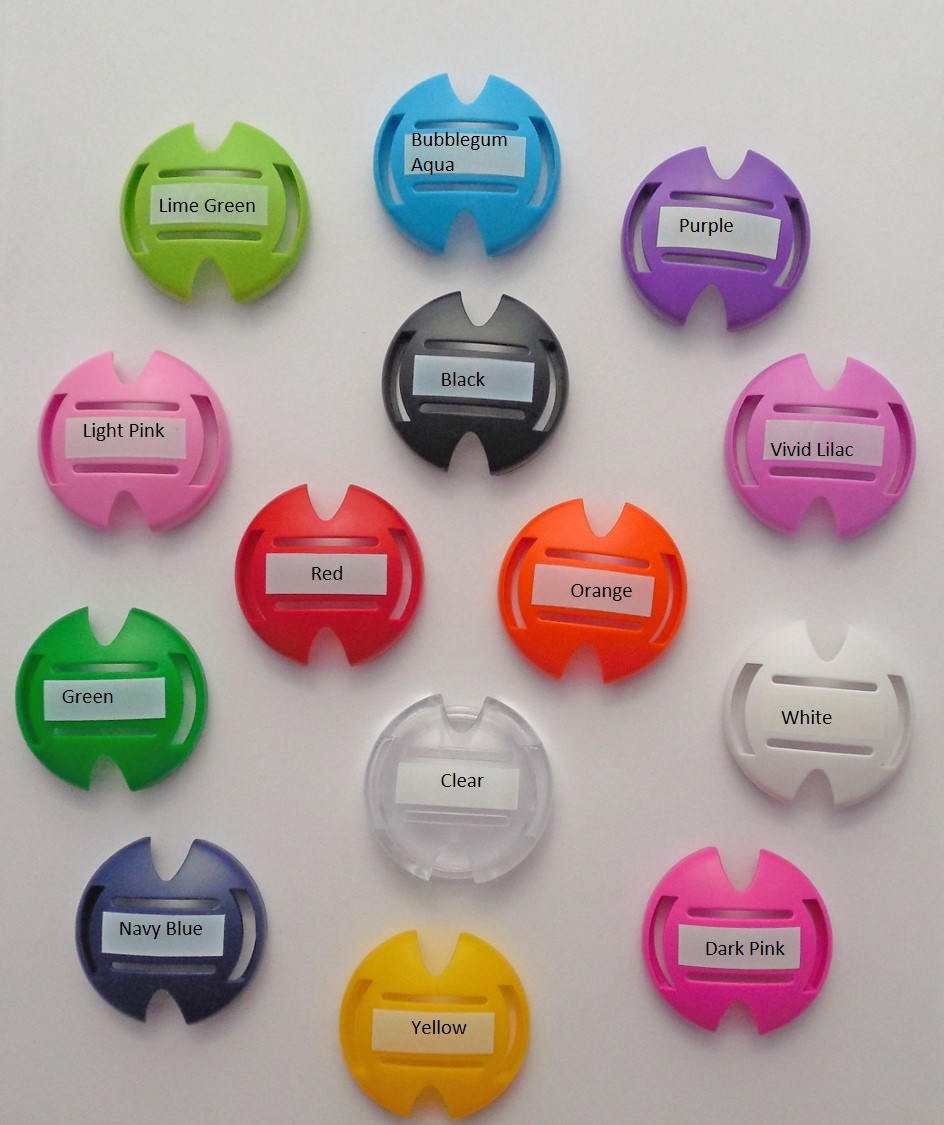 Bubblegum
Aqua
Lime Green
Purple
Black
Light Pink
Vivid Lilac
Red
Orange
Green
White
Clear
Navy Blue
Dark Pink
Yellow